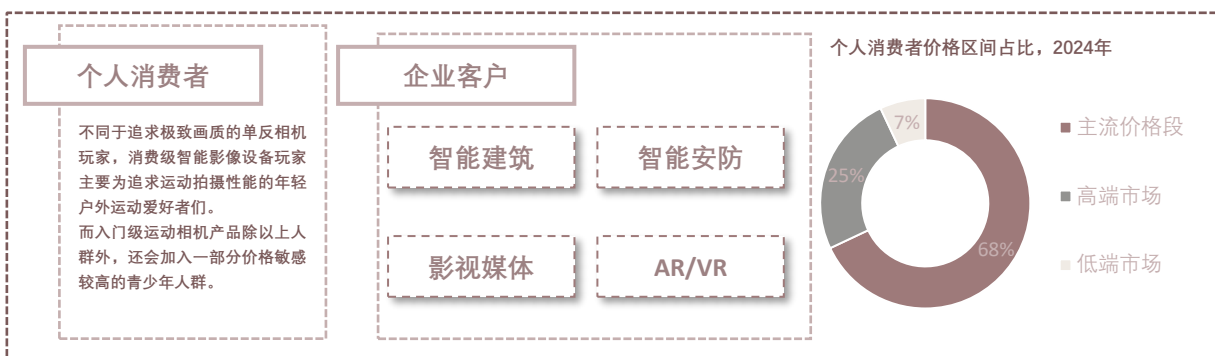 个人消费者
不同于追求极致画质的单反相机
玩家，消费级智能影像设备玩家
主要为追求运动拍摄性能的年轻
户外运动爱好者们。
而入门级运动相机产品除以上人
群外，还会加入一部分价格敏感
较高的青少年人群。
企业客户
智能建筑
智能安防
影视媒体
AR/VR
个人消费者价格区间占比，2024年
7%
25%
68%
主流价格段
高端市场
低端市场